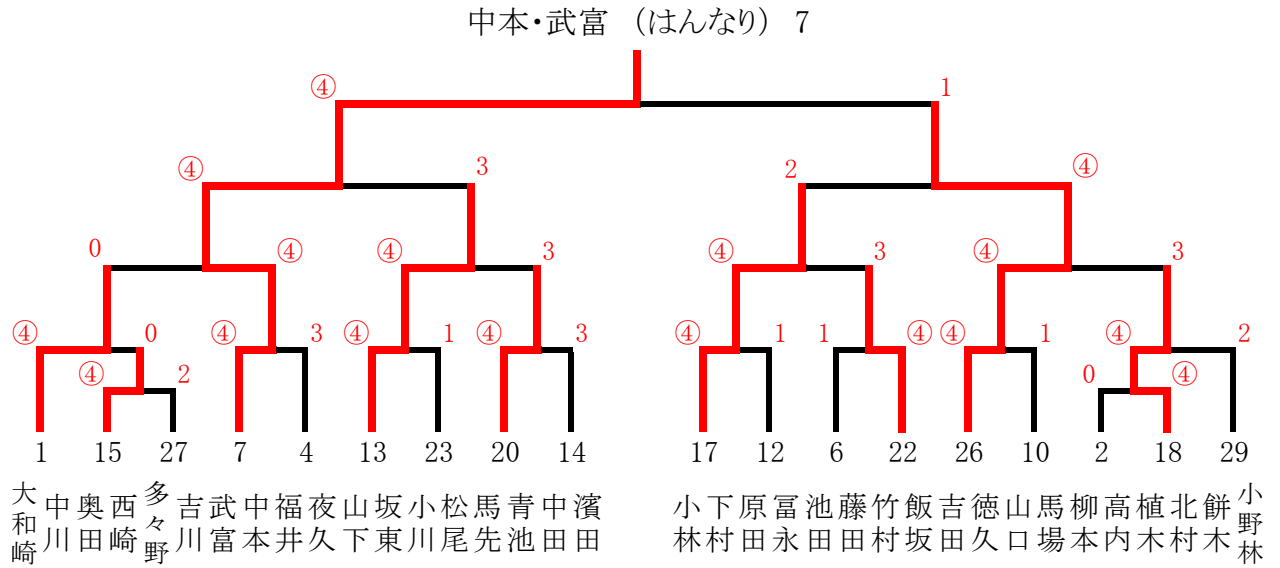 中本・武富 （はんなり） 7
④ 1
④ 3 2 ④
0 ④ ④ 3 ④ 3 ④ 3
④ 0 ④ 3 ④ 1 ④ 3 ④ 1 1 ④ ④ 1 ④ 2
④ 2 0 ④
1 15 27 7 4 13 23 20 14 17 12 6 22 26 10 2 18 29
大和崎 中川 奥田 西崎 多々野 吉川 武富 中本 福井 夜久 山下 坂東 小川 松尾 馬先 青池 中田 濱田 小林 下村 原田 冨永 池田 藤田 竹村 飯坂 吉田 徳久 山口 馬場 柳本 高内 植木 北村 餅木 小野林